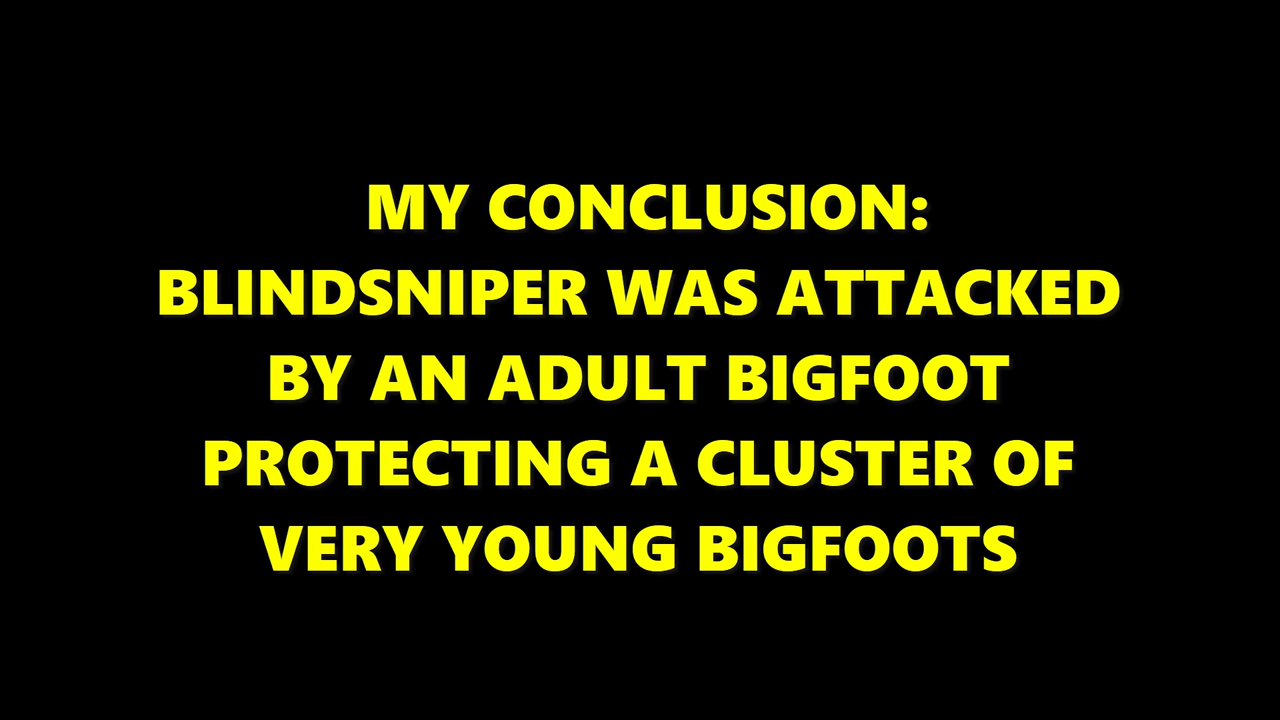 MY CONCLUSION:
BLINDSNIPER WAS ATTACKED
BY AN ADULT BIGFOOT
PROTECTING A CLUSTER OF
VERY YOUNG BIGFOOTS